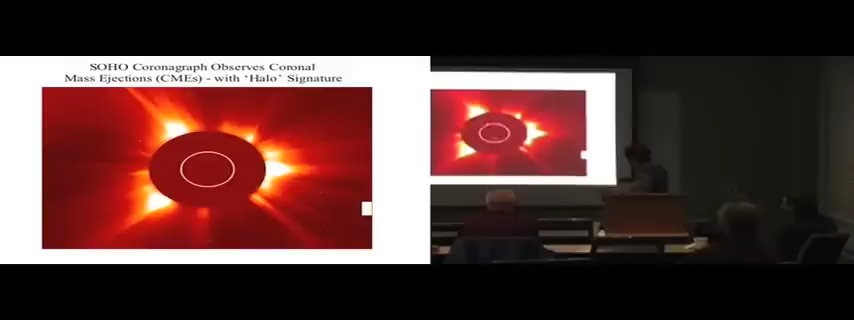 SOHO Coronagraph Observes Coronal
Mass Ejections (CMEs) - with ‘Halo’ Signature